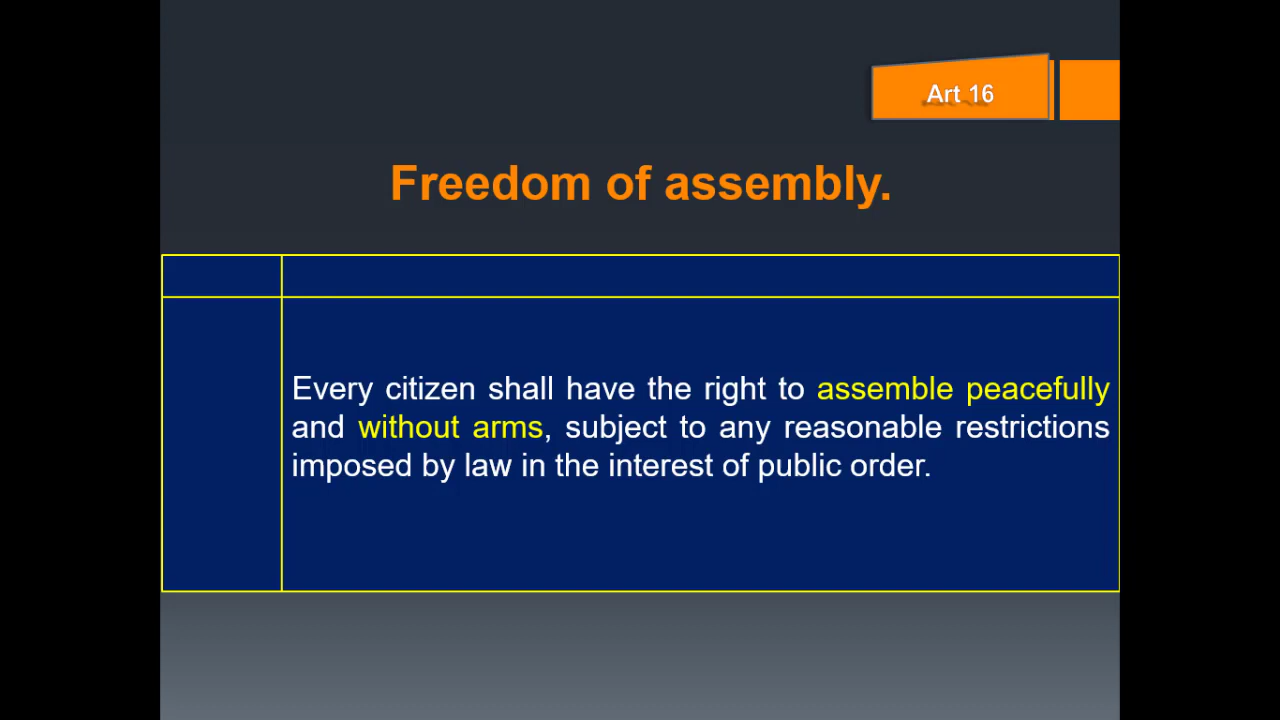 Art 16
Freedom of assembly.
Every citizen shall have the right to assemble peacefully
and without arms, subject to any reasonable restrictions
imposed by law in the interest of public order.